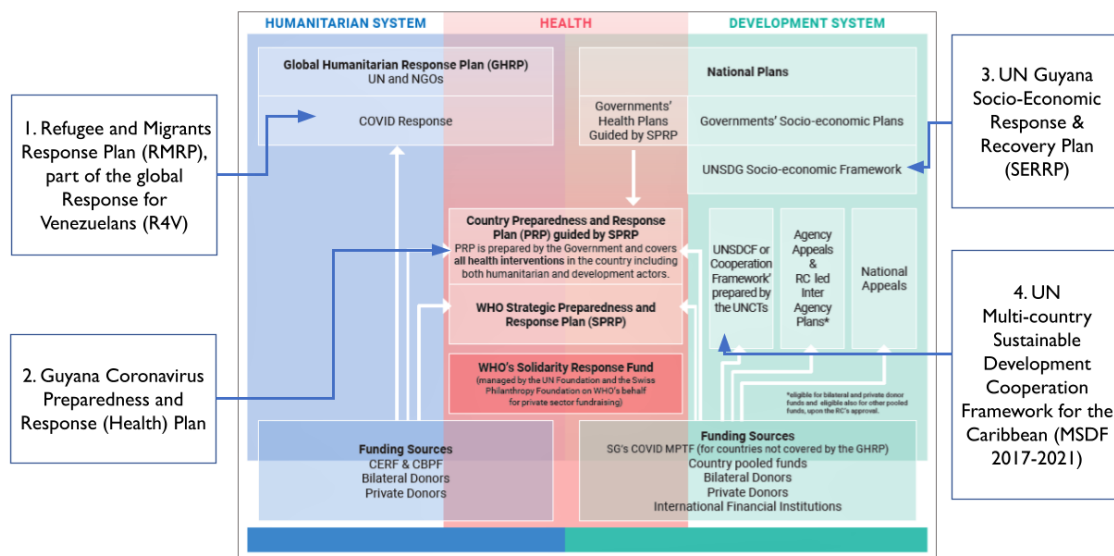 HUMANITARIAN SYSTEM
HEALTH
DEVELOPMENT SYSTEM
Global Humanitarian Response Plan (GHRP)
UN and NGOs
COVID Response
National Plans
Governments'
Health Plans
Guided by SPRP
Governments' Socio-economic Plans
UNSDG Socio-economic Framework
1. Refugee and Migrants
Response Plan (RMRP),
part of the global
Response for
Venezuelans (R4V)
3. UN Guyana
Socio-Economic
Response &
Recovery Plan
(SERRP)
Country Preparedness and Response
Plan (PRP) guided by SPRP
PRP is prepared by the Government and covers
all health interventions in the country including
both humanitarian and development actors.
WHO Strategic Preparedness and
Response Plan (SPRP)
UNSDCF or
Cooperation
Framework'
prepared by
the UNCTs
Agency
Appeals
&
RC led
Inter
Agency
Plans*
National
Appeals
2. Guyana Coronavirus
Preparedness and
Response (Health) Plan
4. UN
Multi-country
Sustainable
Development
Cooperation
Framework for the
Caribbean (MSDF
2017-2021)
WHO's Solidarity Response Fund
(managed by the UN Foundation and the Swiss
Philanthropy Foundation on WHO's behalf
for private sector fundraising)
*eligible for bilateral and private donor
funds and eligible also for other pooled
funds, upon the RC's approval.
Funding Sources
CERF & CBPF
Bilateral Donors
Private Donors
Funding Sources
SG's COVID MPTF (for countries not covered by the GHRP)
Country pooled funds
Bilateral Donors
Private Donors
International Financial Institutions